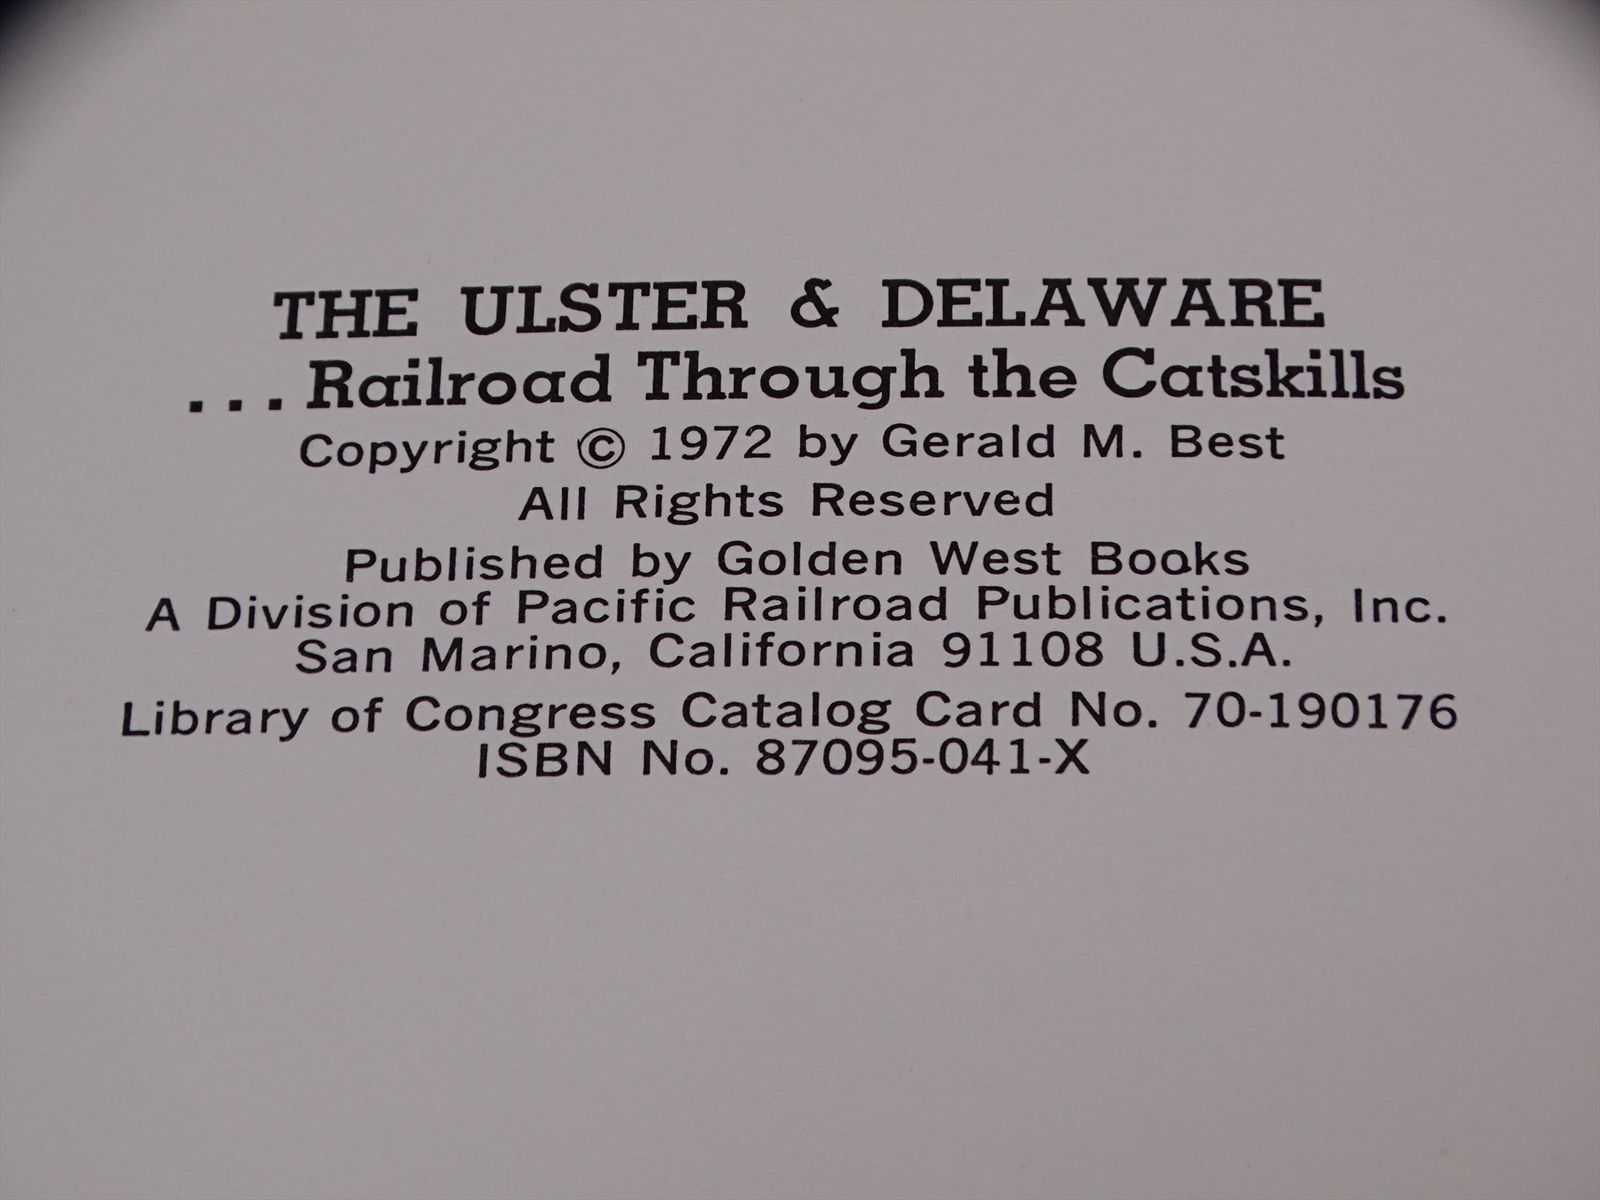 THE ULSTER & DELAWARE
...Railroad Through the Catskills
Copyright © 1972 by Gerald M. Best
All Rights Reserved
Published by Golden West Books
A Division of Pacific Railroad Publications, Inc.
San Marino, California 91108 U.S.A.
Library of Congress Catalog Card No. 70-190176
ISBN No. 87095-041-X